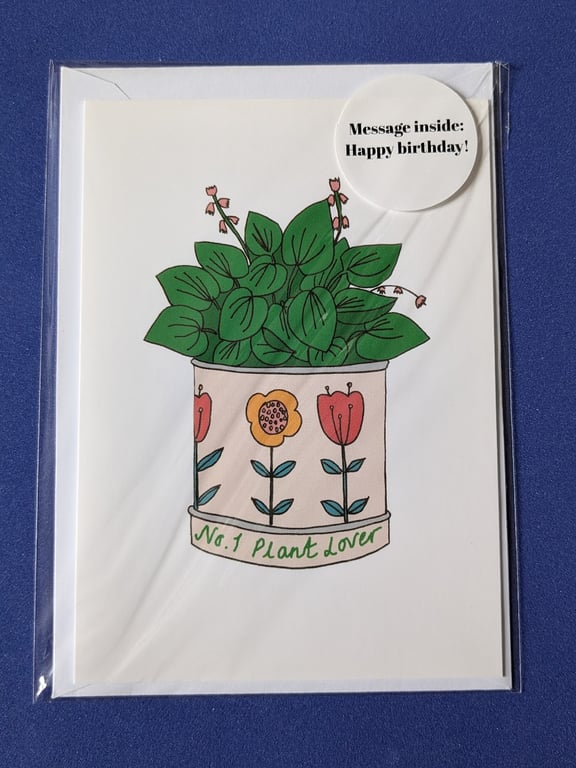 Message inside:
Happy birthday!
No.1 Plant Lover